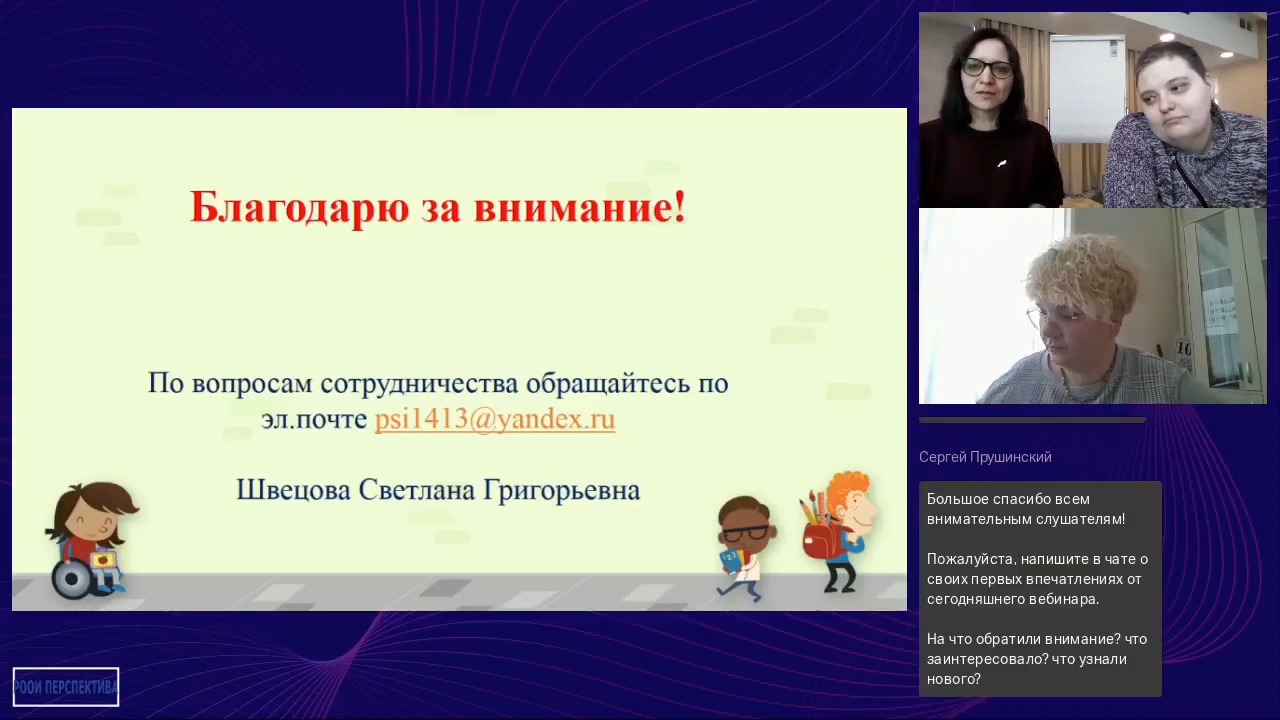 Благодарю за внимание!
По вопросам сотрудничества обращайтесь по
эл.почте psi1413@yandex.ru
Швецова Светлана Григорьевна
РООИ ПЕРСПЕКТИВА
10
Сергей Прушинский
Большое спасибо всем
внимательным слушателям!
Пожалуйста, напишите в чате о
своих первых впечатлениях от
сегодняшнего вебинара.
На что обратили внимание? что
заинтересовало? что узнали
нового?